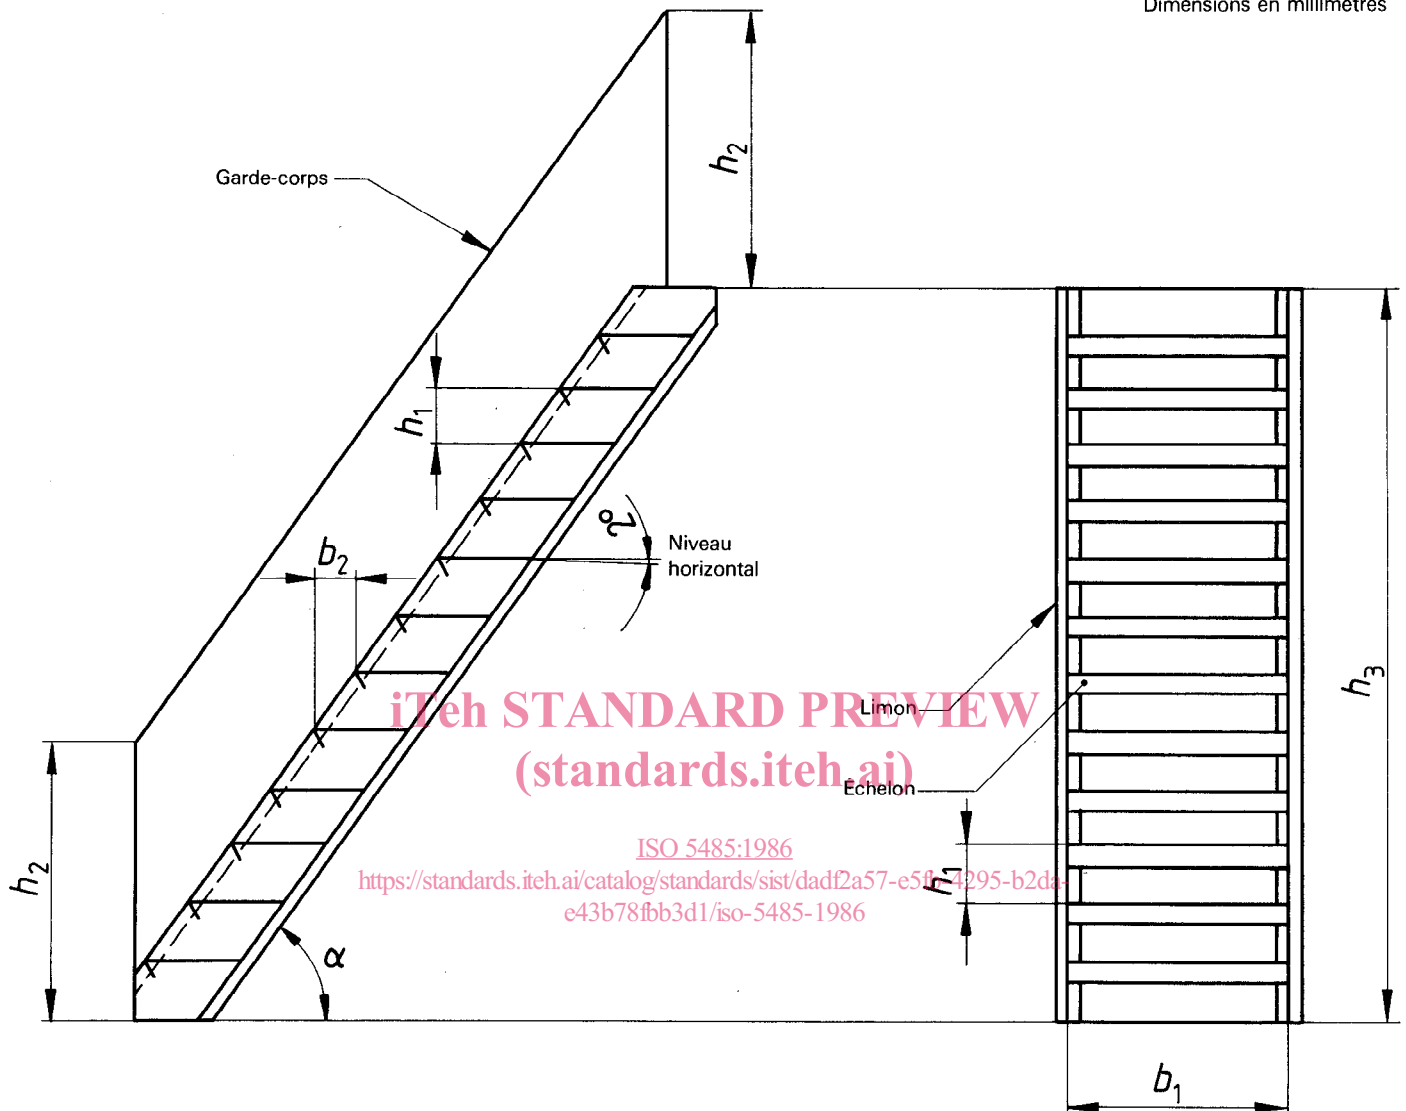 Dimensions en millimètres
h2
Garde-corps
h1
2°
Niveau
horizontal
b2
iTeh STANDARD PREVIEW
(standards.iteh.ai)
Limon
Échelon
h3
h2
h1
ISO 5485:1986
https://standards.iteh.ai/catalog/standards/sist/dadf2a57-e5fb-4295-b2da-
e43b78fbb3d1/iso-5485-1986
α
b1